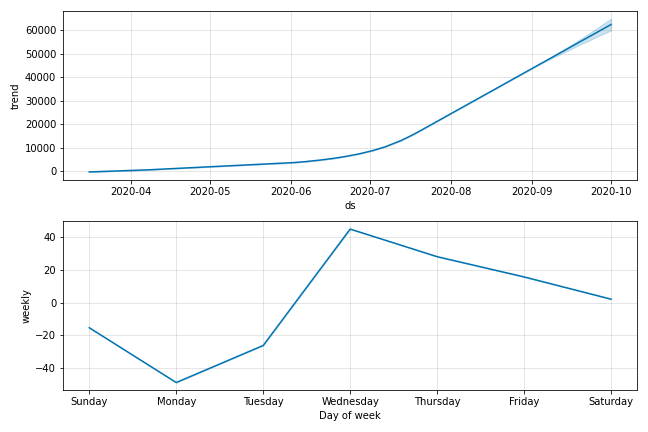 60000
50000
40000
30000
20000
10000
0
trend
2020-04 2020-05 2020-06 2020-07 2020-08 2020-09 2020-10
ds
40
20
0
−20
−40
weekly
Sunday Monday Tuesday Wednesday Thursday Friday Saturday
Day of week